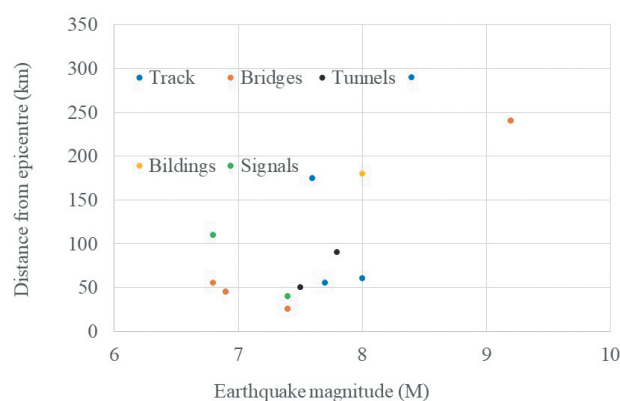 350
300
250
200
150
100
50
0
Distance from epicentre (km)
Track Bridges Tunnels
Bildings Signals
6 7 8 9 10
Earthquake magnitude (M)